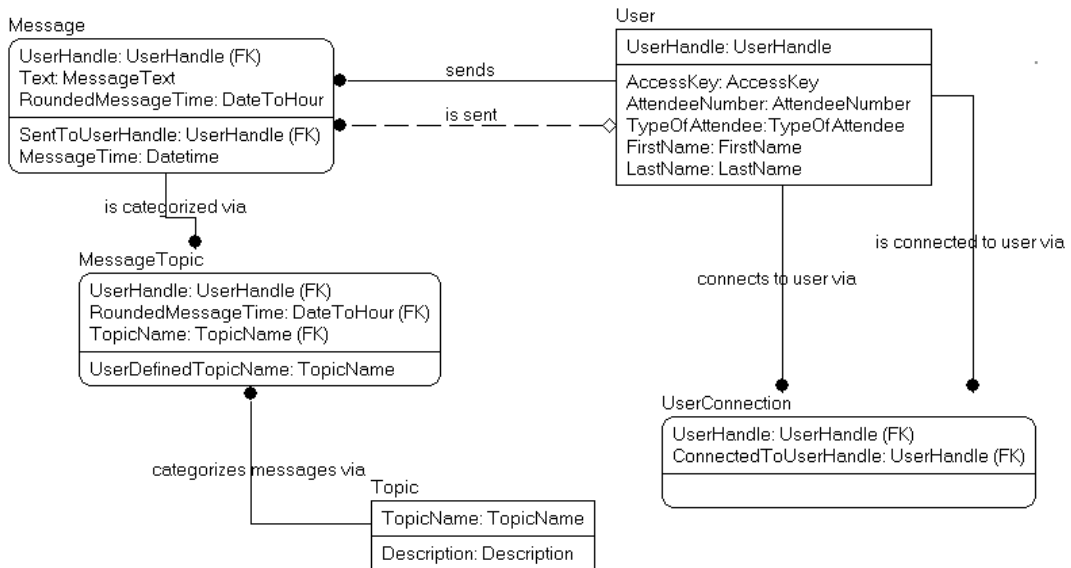 Message
UserHandle: UserHandle (FK)
Text: MessageText
RoundedMessageTime: DateToHour
SentToUserHandle: UserHandle (FK)
MessageTime: Datetime
sends
is sent
User
UserHandle: UserHandle
AccessKey: AccessKey
AttendeeNumber: AttendeeNumber
TypeOfAttendee: TypeOfAttendee
FirstName: FirstName
LastName: LastName
is categorized via
is connected to user via
connects to user via
MessageTopic
UserHandle: UserHandle (FK)
RoundedMessageTime: DateToHour (FK)
TopicName: TopicName (FK)
UserDefinedTopicName: TopicName
UserConnection
UserHandle: UserHandle (FK)
ConnectedToUserHandle: UserHandle (FK)
categorizes messages via
Topic
TopicName: TopicName
Description: Description